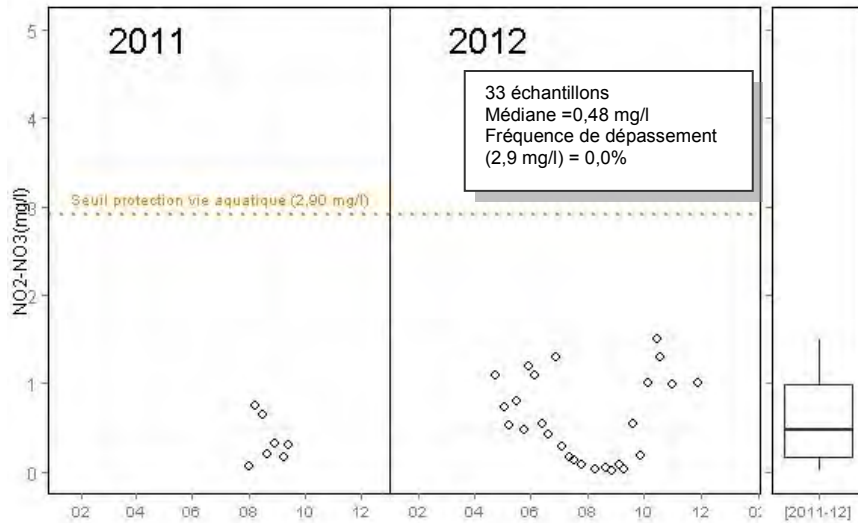 2011
2012
33 échantillons
Médiane =0,48 mg/l
Fréquence de dépassement
(2,9 mg/l) = 0,0%
Seuil protection vie aquatique (2,90 mg/l)
NO2-NO3(mg/l)
5
4
3
2
1
0
02 04 06 08 10 12 02 04 06 08 10 12
[2011-12]